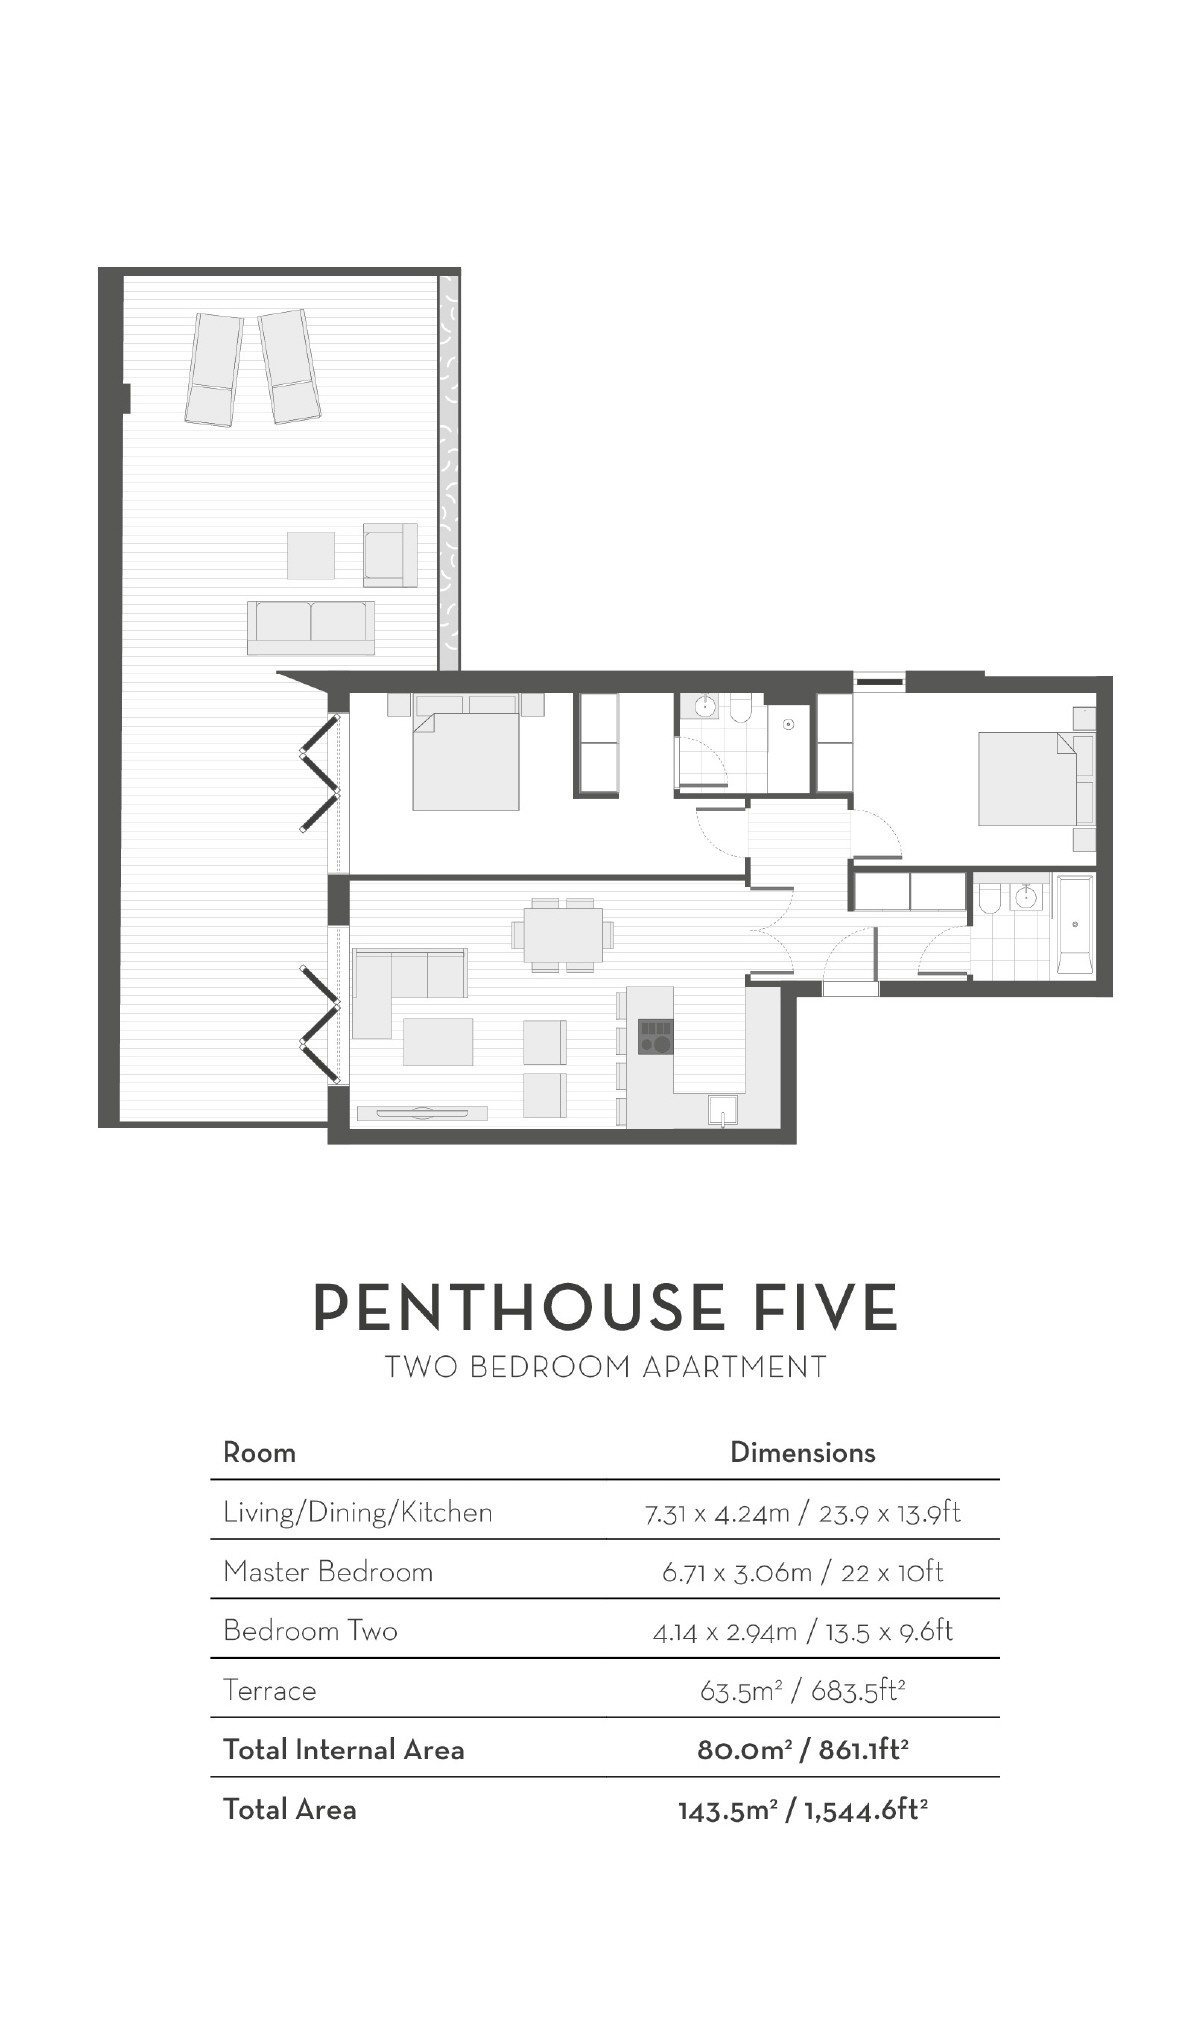 PENTHOUSE FIVE
TWO BEDROOM APARTMENT
Room Dimensions
Living/Dining/Kitchen 7.31 x 4.24m / 23.9 x 13.9ft
Master Bedroom 6.71 x 3.06m / 22 x 10ft
Bedroom Two 4.14 x 2.94m / 13.5 x 9.6ft
Terrace 63.5m² / 683.5ft²
Total Internal Area 80.0m² / 861.1ft²
Total Area 143.5m² / 1,544.6ft²